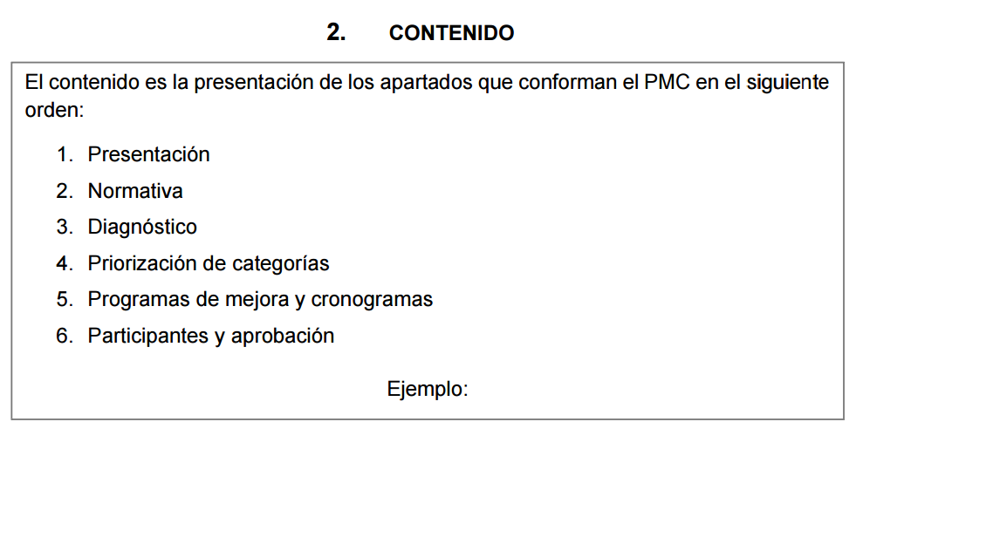 2. CONTENIDO
El contenido es la presentación de los apartados que conforman el PMC en el siguiente
orden:
1. Presentación
2. Normativa
3. Diagnóstico
4. Priorización de categorías
5. Programas de mejora y cronogramas
6. Participantes y aprobación
Ejemplo: